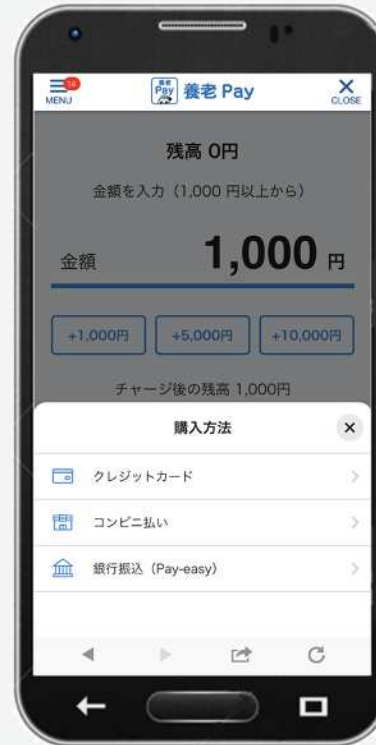 16
MENU
養老 Pay
養老 Pay
CLOSE
残高 0円
金額を入力（1,000 円以上から）
金額 1,000 円
+1,000円 +5,000円 +10,000円
チャージ後の残高 1,000円
購入方法
クレジットカード
コンビニ払い
銀行振込（Pay-easy）